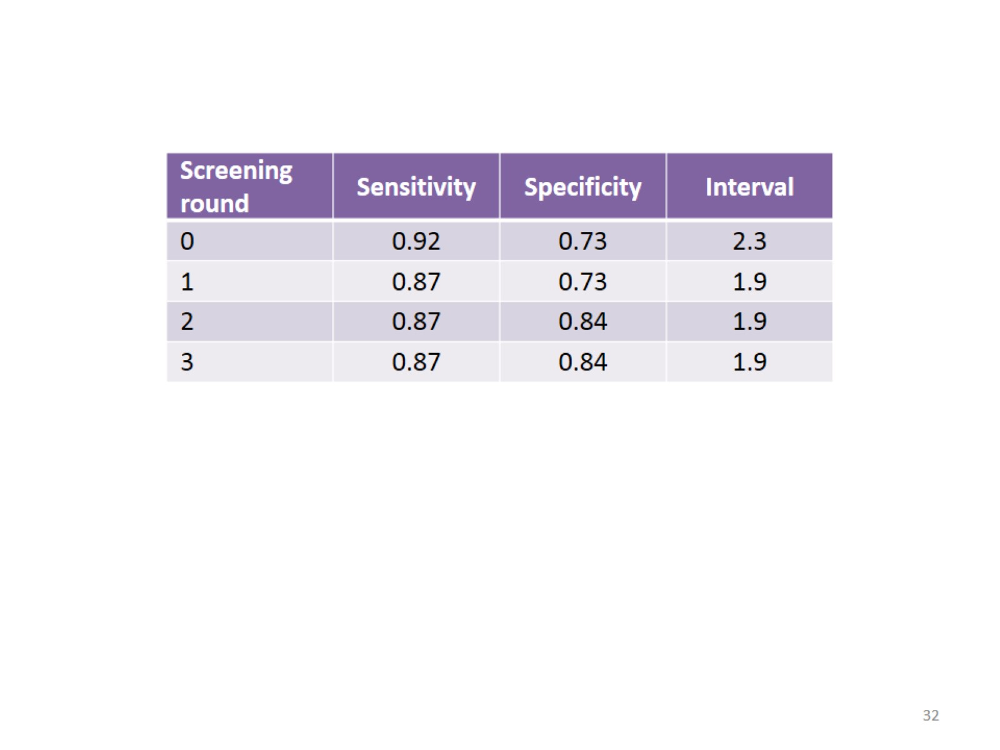 Screening round Sensitivity Specificity Interval
0 0.92 0.73 2.3
1 0.87 0.73 1.9
2 0.87 0.84 1.9
3 0.87 0.84 1.9
32